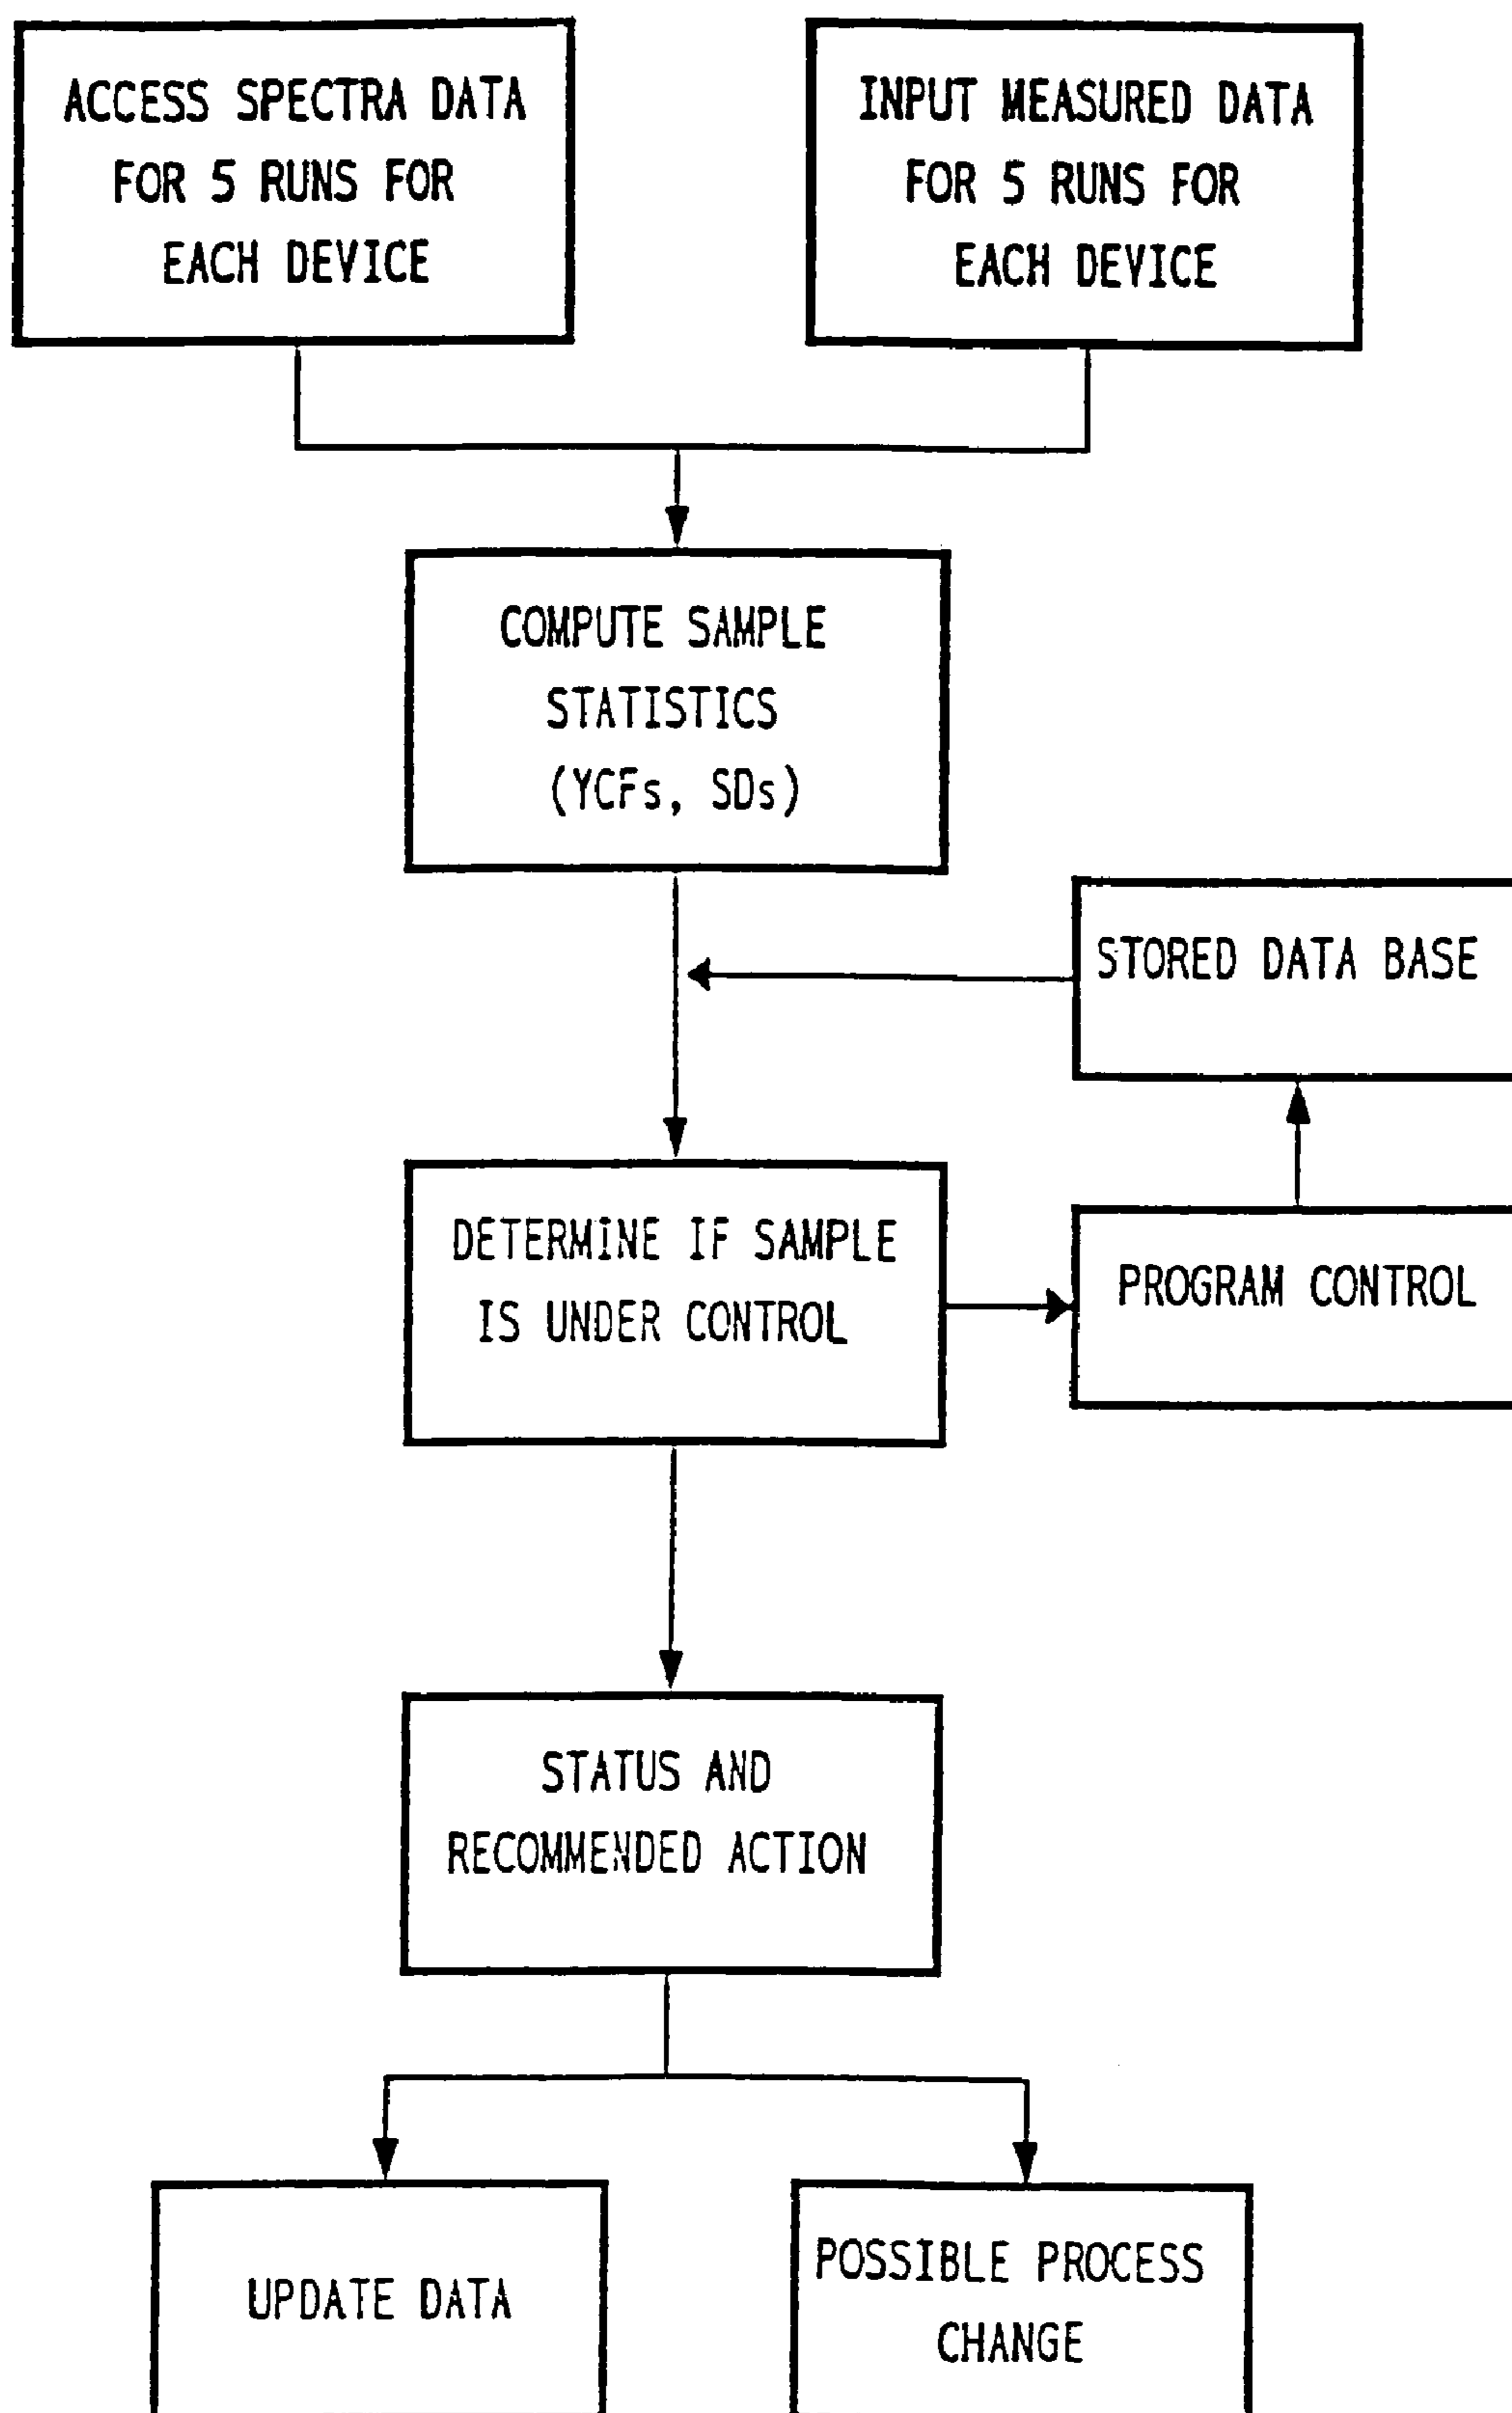 ACCESS SPECTRA DATA
FOR 5 RUNS FOR
EACH DEVICE
INPUT MEASURED DATA
FOR 5 RUNS FOR
EACH DEVICE
COMPUTE SAMPLE
STATISTICS
(YCFs, SDs)
STORED DATA BASE
DETERMINE IF SAMPLE
IS UNDER CONTROL
PROGRAM CONTROL
STATUS AND
RECOMMENDED ACTION
UPDATE DATA
POSSIBLE PROCESS
CHANGE